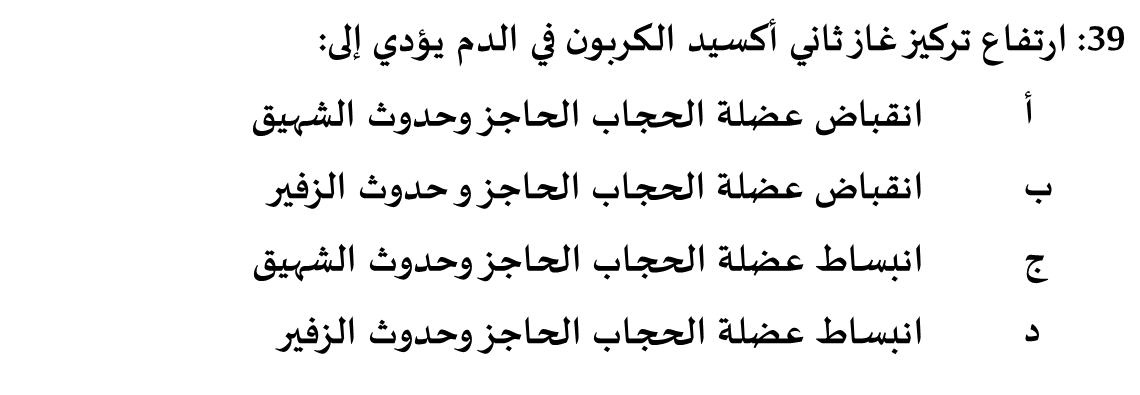 39: ارتفاع تركيز غاز ثاني أكسيد الكربون في الدم يؤدي إلى:
أ انقباض عضلة الحجاب الحاجز وحدوث الشهيق
ب انقباض عضلة الحجاب الحاجز و حدوث الزفير
ج انبساط عضلة الحجاب الحاجز وحدوث الشهيق
د انبساط عضلة الحجاب الحاجز وحدوث الزفير